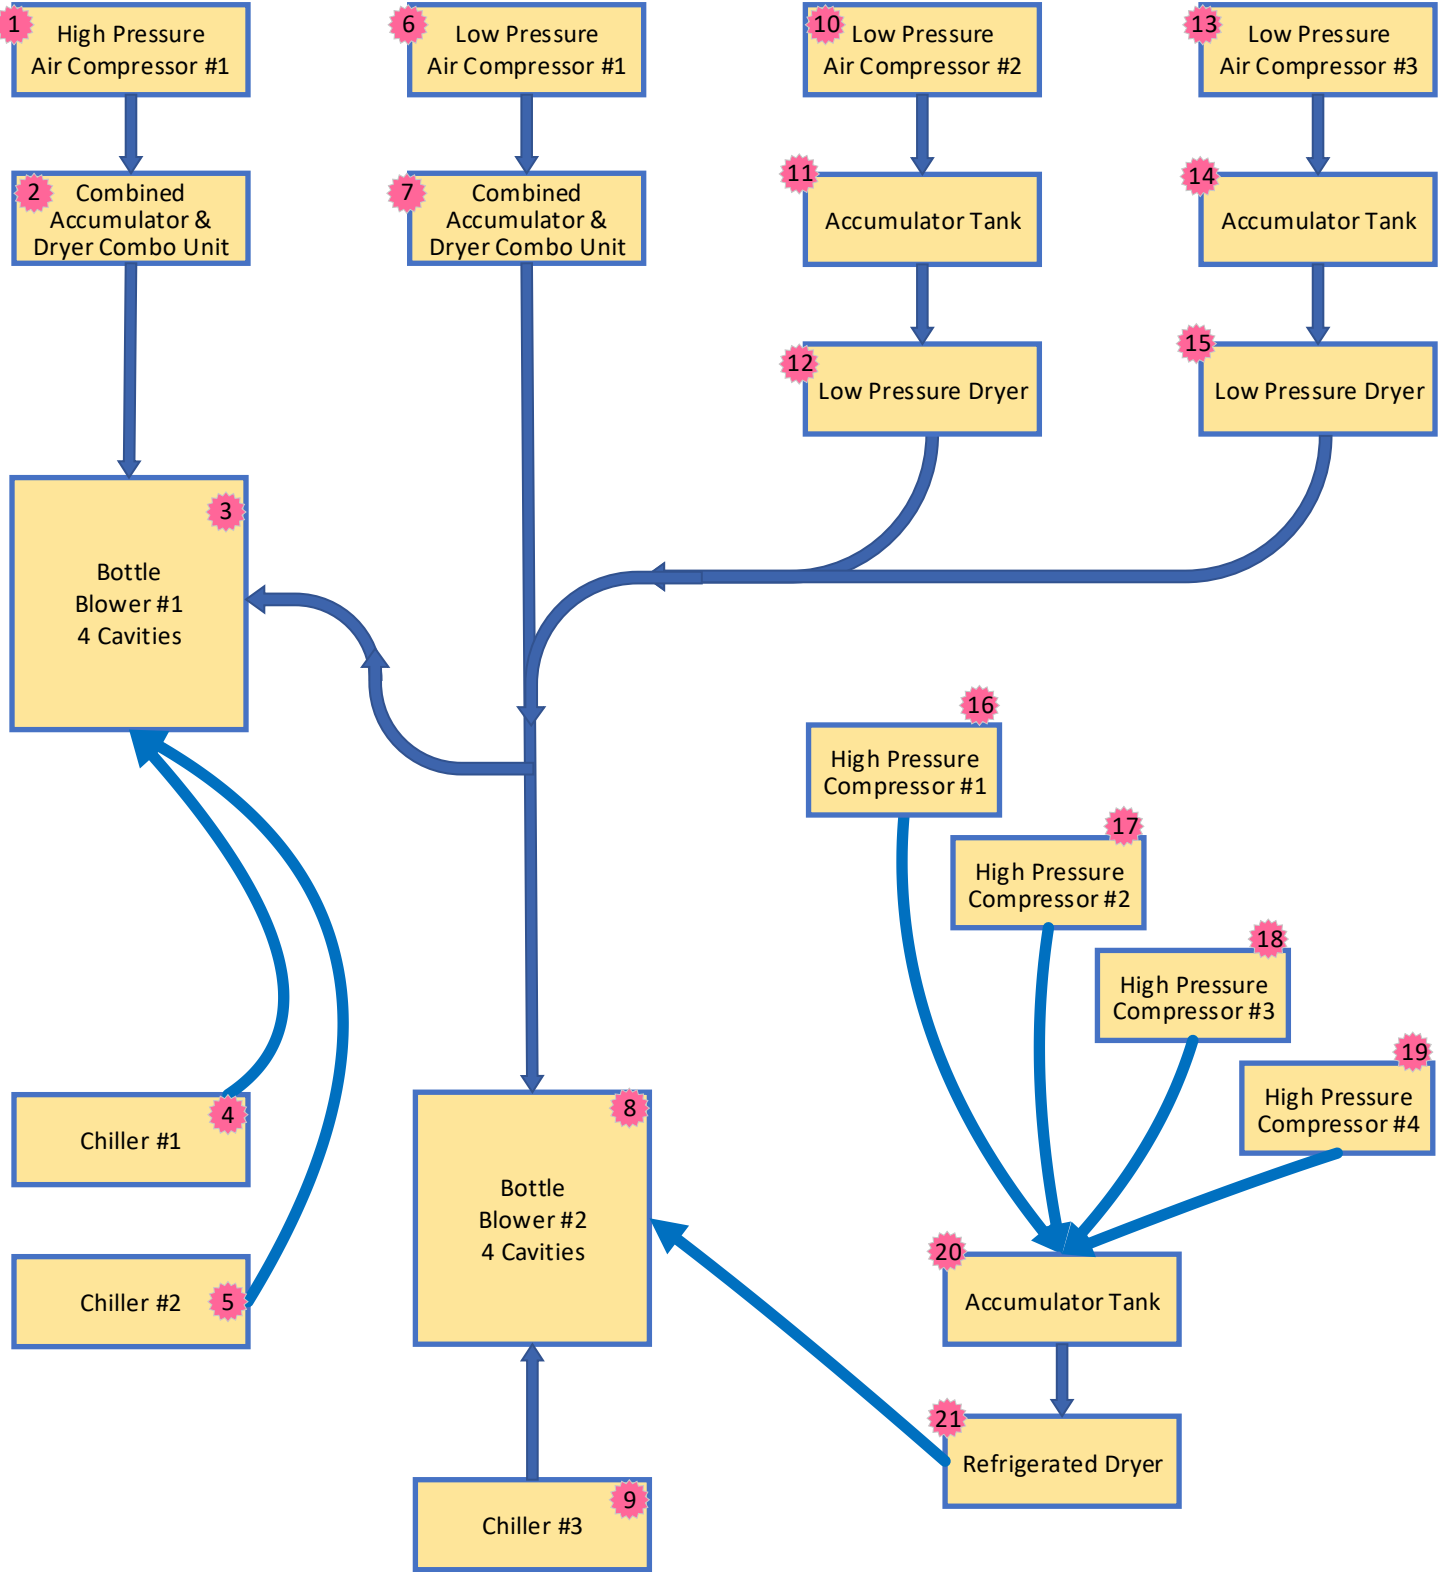 1
High Pressure
Air Compressor #1
6
Low Pressure
Air Compressor #1
10
Low Pressure
Air Compressor #2
13
Low Pressure
Air Compressor #3
2
Combined
Accumulator &
Dryer Combo Unit
7
Combined
Accumulator &
Dryer Combo Unit
11
Accumulator Tank
14
Accumulator Tank
12
Low Pressure Dryer
15
Low Pressure Dryer
3
Bottle
Blower #1
4 Cavities
16
High Pressure
Compressor #1
17
High Pressure
Compressor #2
18
High Pressure
Compressor #3
19
High Pressure
Compressor #4
4
Chiller #1
5
Chiller #2
8
Bottle
Blower #2
4 Cavities
20
Accumulator Tank
21
Refrigerated Dryer
9
Chiller #3